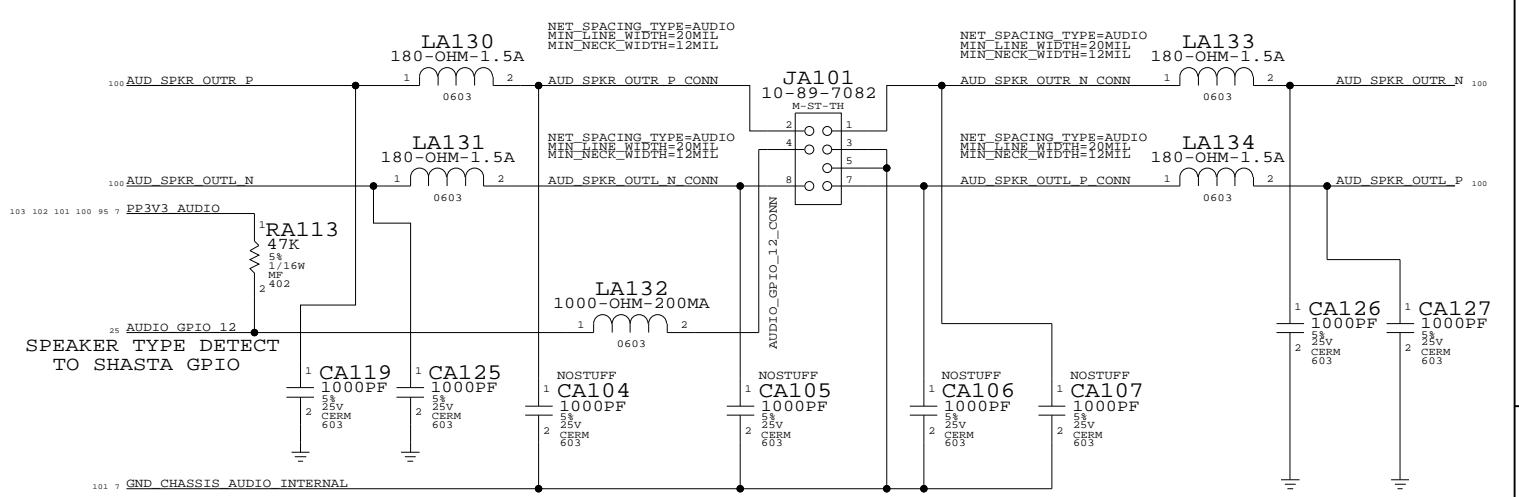 NET_SPACING_TYPE=AUDIO
MIN_LINE_WIDTH=20MIL
MIN_NECK_WIDTH=12MIL
LA130
180-OHM-1.5A
100 AUD_SPKR_OUTR_P
1 2
0603
AUD_SPKR_OUTR_P_CONN
JA101
10-89-7082
M-ST-TH
2 1
4 3
5
8 7
NET_SPACING_TYPE=AUDIO
MIN_LINE_WIDTH=20MIL
MIN_NECK_WIDTH=12MIL
LA133
180-OHM-1.5A
AUD_SPKR_OUTR_N_CONN
1 2
0603
AUD_SPKR_OUTR_N 100
LA131
180-OHM-1.5A
NET_SPACING_TYPE=AUDIO
MIN_LINE_WIDTH=20MIL
MIN_NECK_WIDTH=12MIL
100 AUD_SPKR_OUTL_N
1 2
0603
AUD_SPKR_OUTL_N_CONN
NET_SPACING_TYPE=AUDIO
MIN_LINE_WIDTH=20MIL
MIN_NECK_WIDTH=12MIL
LA134
180-OHM-1.5A
AUD_SPKR_OUTL_P_CONN
1 2
0603
AUD_SPKR_OUTL_P 100
103 102 101 100 95 7 PP3V3_AUDIO
1
RA113
47K
5%
1/16W
MF
402
2
AUDIO_GPIO_12_CONN
LA132
1000-OHM-200MA
1 2
0603
25 AUDIO_GPIO_12
SPEAKER TYPE DETECT
TO SHASTA GPIO
1
CA119
1000PF
5%
25V
CERM
603
2
1
CA125
1000PF
5%
25V
CERM
603
2
NOSTUFF
1
CA104
1000PF
5%
25V
CERM
603
2
NOSTUFF
1
CA105
1000PF
5%
25V
CERM
603
2
NOSTUFF
1
CA106
1000PF
5%
25V
CERM
603
2
NOSTUFF
1
CA107
1000PF
5%
25V
CERM
603
2
1
CA126
1000PF
5%
25V
CERM
603
2
1
CA127
1000PF
5%
25V
CERM
603
2
101 7 GND_CHASSIS_AUDIO_INTERNAL